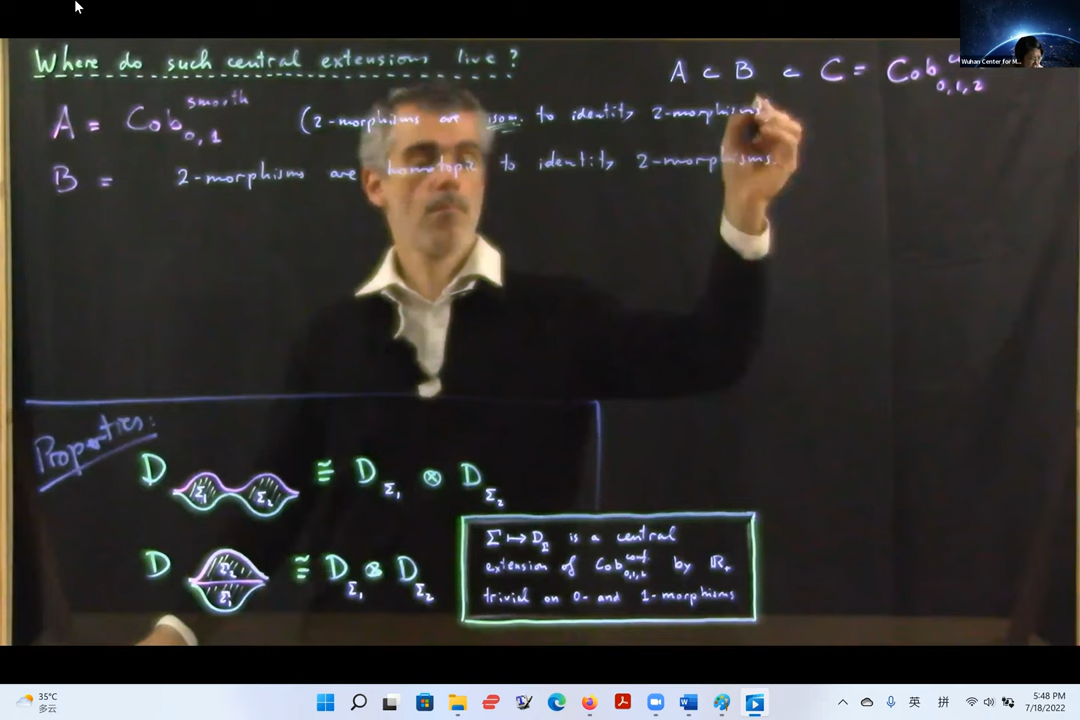 Wuhan Center for M...
Where do such central extensions live ?
A ⊂ B ⊂ C = Cob 0,1,2
A = Cob 0,1 smooth (2-morphisms are isom. to identity 2-morphisms
B = 2-morphisms are homotopic to identity 2-morphisms.
Properties:
D Σ₁ Σ₂ ≅ D Σ₁ ⊗ D Σ₂
D Σ₂ Σ₁ ≅ D Σ₁ ⊗ D Σ₂
Σ ↦ D_Σ is a central
extension of Cob conf 0,1,2 by ℝ₊
trivial on 0- and 1-morphisms
35°C
多云
英
拼
5:48 PM
7/18/2022